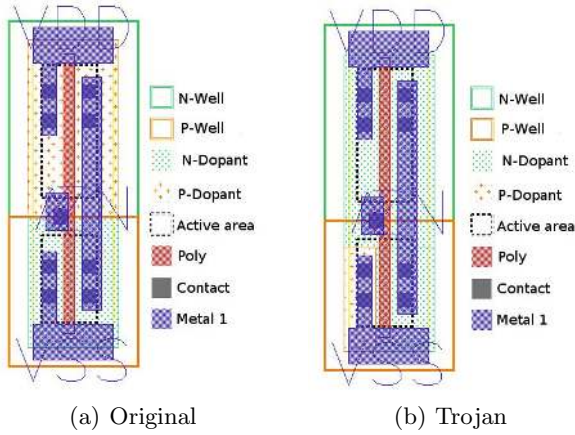 VDD
N-Well
P-Well
N-Dopant
P-Dopant
Active area
Poly
Contact
Metal 1
VSS
(a) Original
VDD
N-Well
P-Well
N-Dopant
P-Dopant
Active area
Poly
Contact
Metal 1
VSS
(b) Trojan